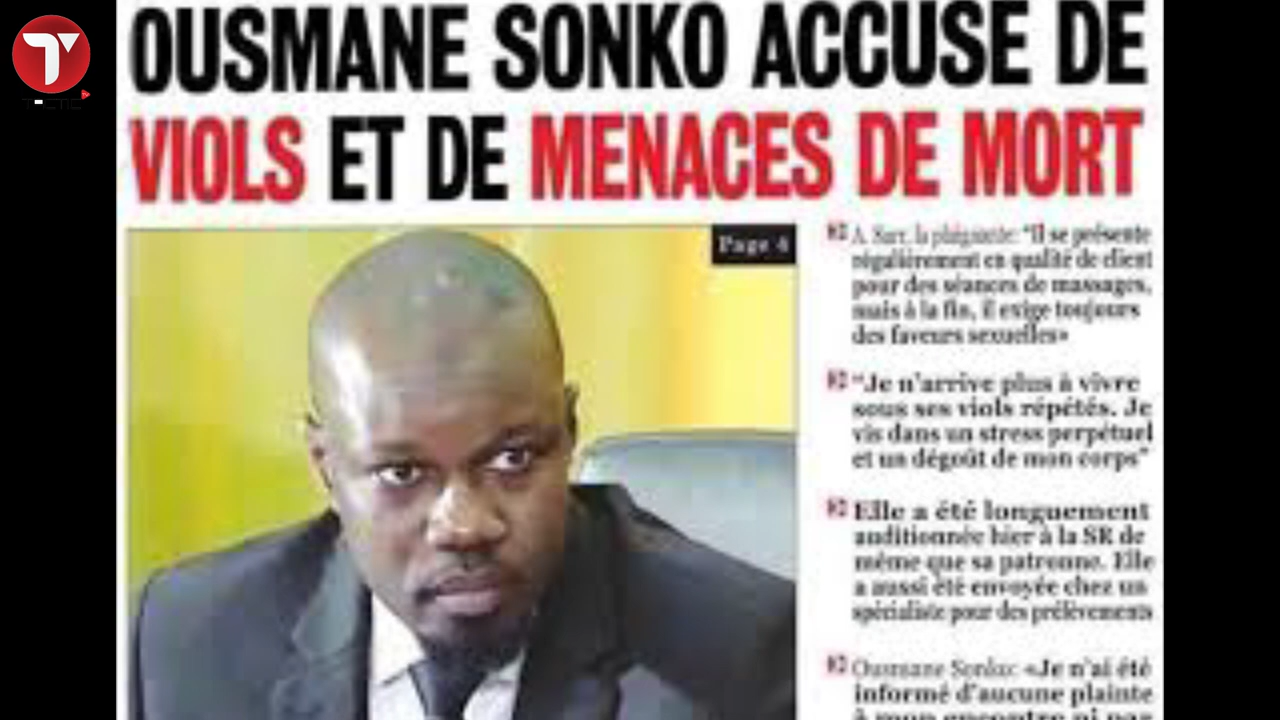 OUSMANE SONKO ACCUSE DE
VIOLS ET DE MENACES DE MORT
Page 4
A. Sarr, la plaignante: "Il se présente
régulièrement en qualité de client
pour des séances de massages,
mais à la fin, il exige toujours
des faveurs sexuelles»
"Je n'arrive plus à vivre
sous ses viols répétés. Je
vis dans un stress perpétuel
et un dégoût de mon corps"
Elle a été longuement
auditionnée hier à la SR de
même que sa patronne. Elle
a aussi été envoyée chez un
spécialiste pour des prélèvements
Ousmane Sonko: «Je n'ai été
informé d'aucune plainte
à mon encontre ni pas